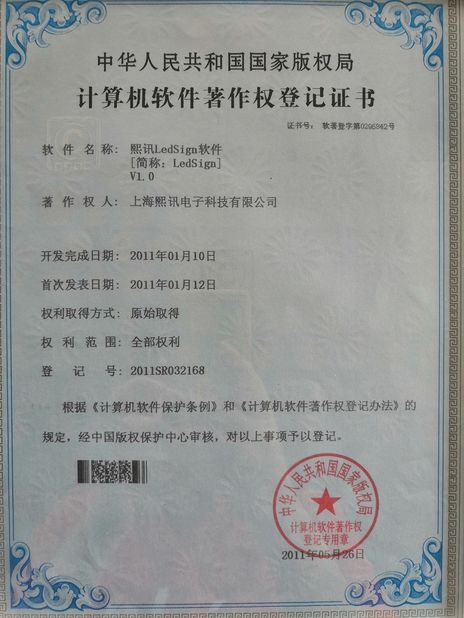 中华人民共和国国家版权局
计算机软件著作权登记证书
证书号： 软著登字第0295842号
软件名称： 熙讯LedSign软件
[简称：LedSign]
V1.0
著作权人： 上海熙讯电子科技有限公司
开发完成日期： 2011年01月10日
首次发表日期： 2011年01月12日
权利取得方式： 原始取得
权利范围： 全部权利
登记号： 2011SR032168
根据《计算机软件保护条例》和《计算机软件著作权登记办法》的
规定，经中国版权保护中心审核，对以上事项予以登记。
中华人民共和国国家版权局
计算机软件著作权
登记专用章
2011年05月26日